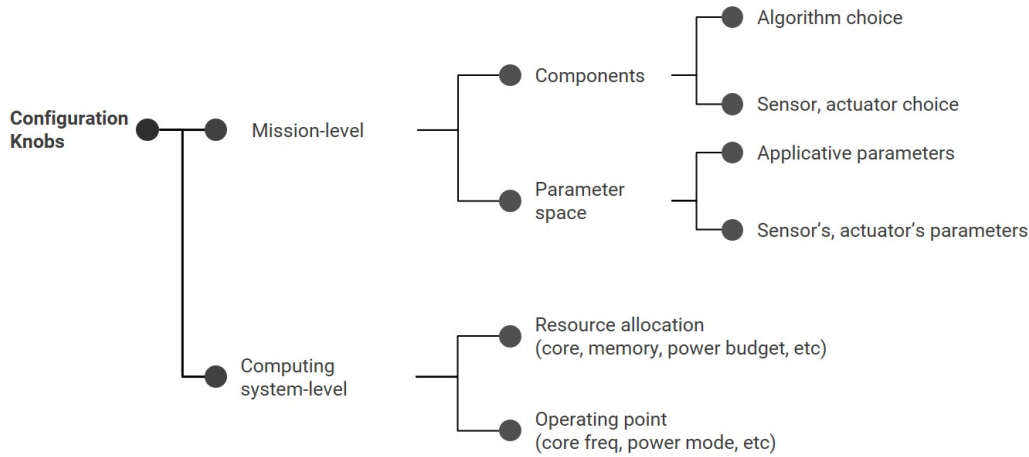 Configuration
Knobs
Mission-level
Components
Algorithm choice
Sensor, actuator choice
Parameter
space
Applicative parameters
Sensor’s, actuator’s parameters
Computing
system-level
Resource allocation
(core, memory, power budget, etc)
Operating point
(core freq, power mode, etc)